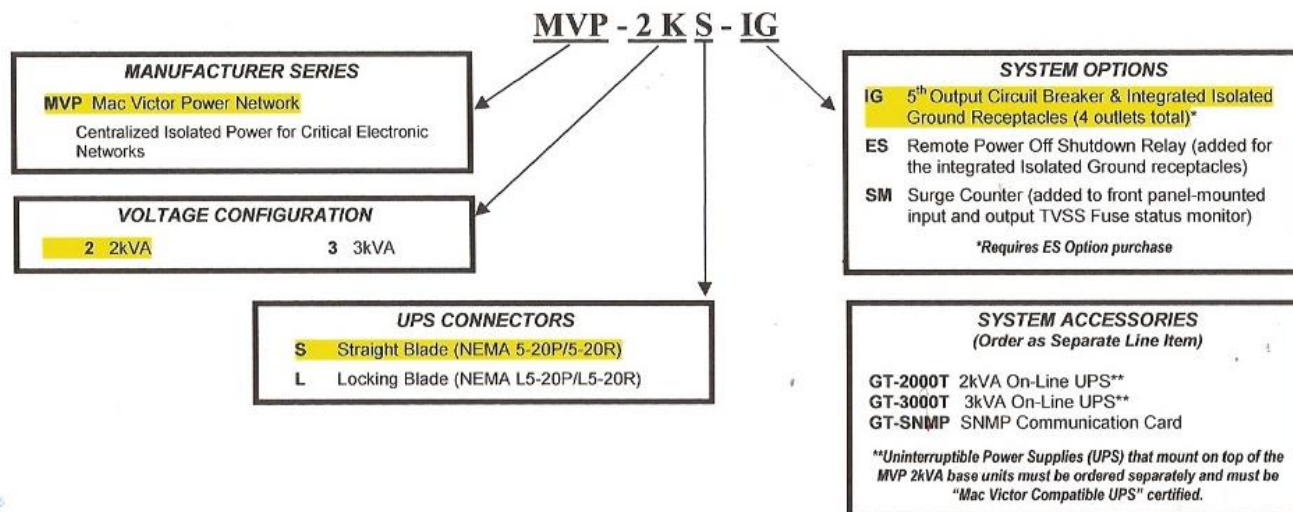 MVP - 2 K S - IG
MANUFACTURER SERIES
MVP Mac Victor Power Network
Centralized Isolated Power for Critical Electronic
Networks
VOLTAGE CONFIGURATION
2 2kVA 3 3kVA
UPS CONNECTORS
S Straight Blade (NEMA 5-20P/5-20R)
L Locking Blade (NEMA L5-20P/L5-20R)
SYSTEM OPTIONS
IG 5th Output Circuit Breaker & Integrated Isolated
Ground Receptacles (4 outlets total)*
ES Remote Power Off Shutdown Relay (added for
the integrated Isolated Ground receptacles)
SM Surge Counter (added to front panel-mounted
input and output TVSS Fuse status monitor)
*Requires ES Option purchase
SYSTEM ACCESSORIES
(Order as Separate Line Item)
GT-2000T 2kVA On-Line UPS**
GT-3000T 3kVA On-Line UPS**
GT-SNMP SNMP Communication Card
**Uninterruptible Power Supplies (UPS) that mount on top of the
MVP 2kVA base units must be ordered separately and must be
"Mac Victor Compatible UPS" certified.